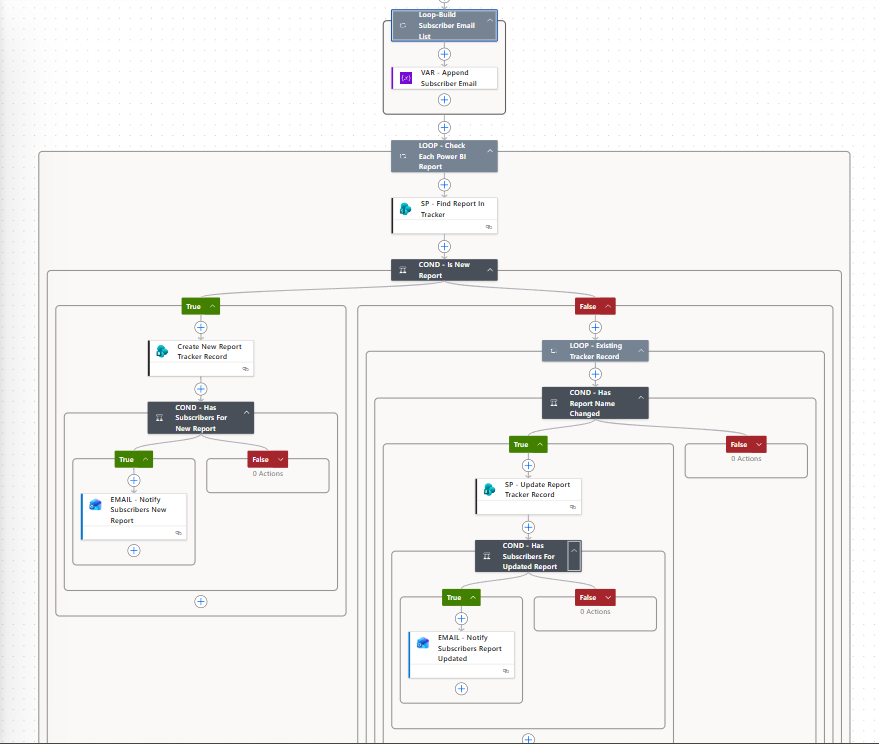 Loop-Build
Subscriber Email
List
VAR - Append
Subscriber Email
LOOP - Check
Each Power BI
Report
SP - Find Report In
Tracker
COND - Is New
Report
True
False
Create New Report
Tracker Record
LOOP - Existing
Tracker Record
COND - Has
Subscribers For
New Report
COND - Has
Report Name
Changed
True
False
0 Actions
True
False
0 Actions
EMAIL - Notify
Subscribers New
Report
SP - Update Report
Tracker Record
COND - Has
Subscribers For
Updated Report
True
False
0 Actions
EMAIL - Notify
Subscribers Report
Updated